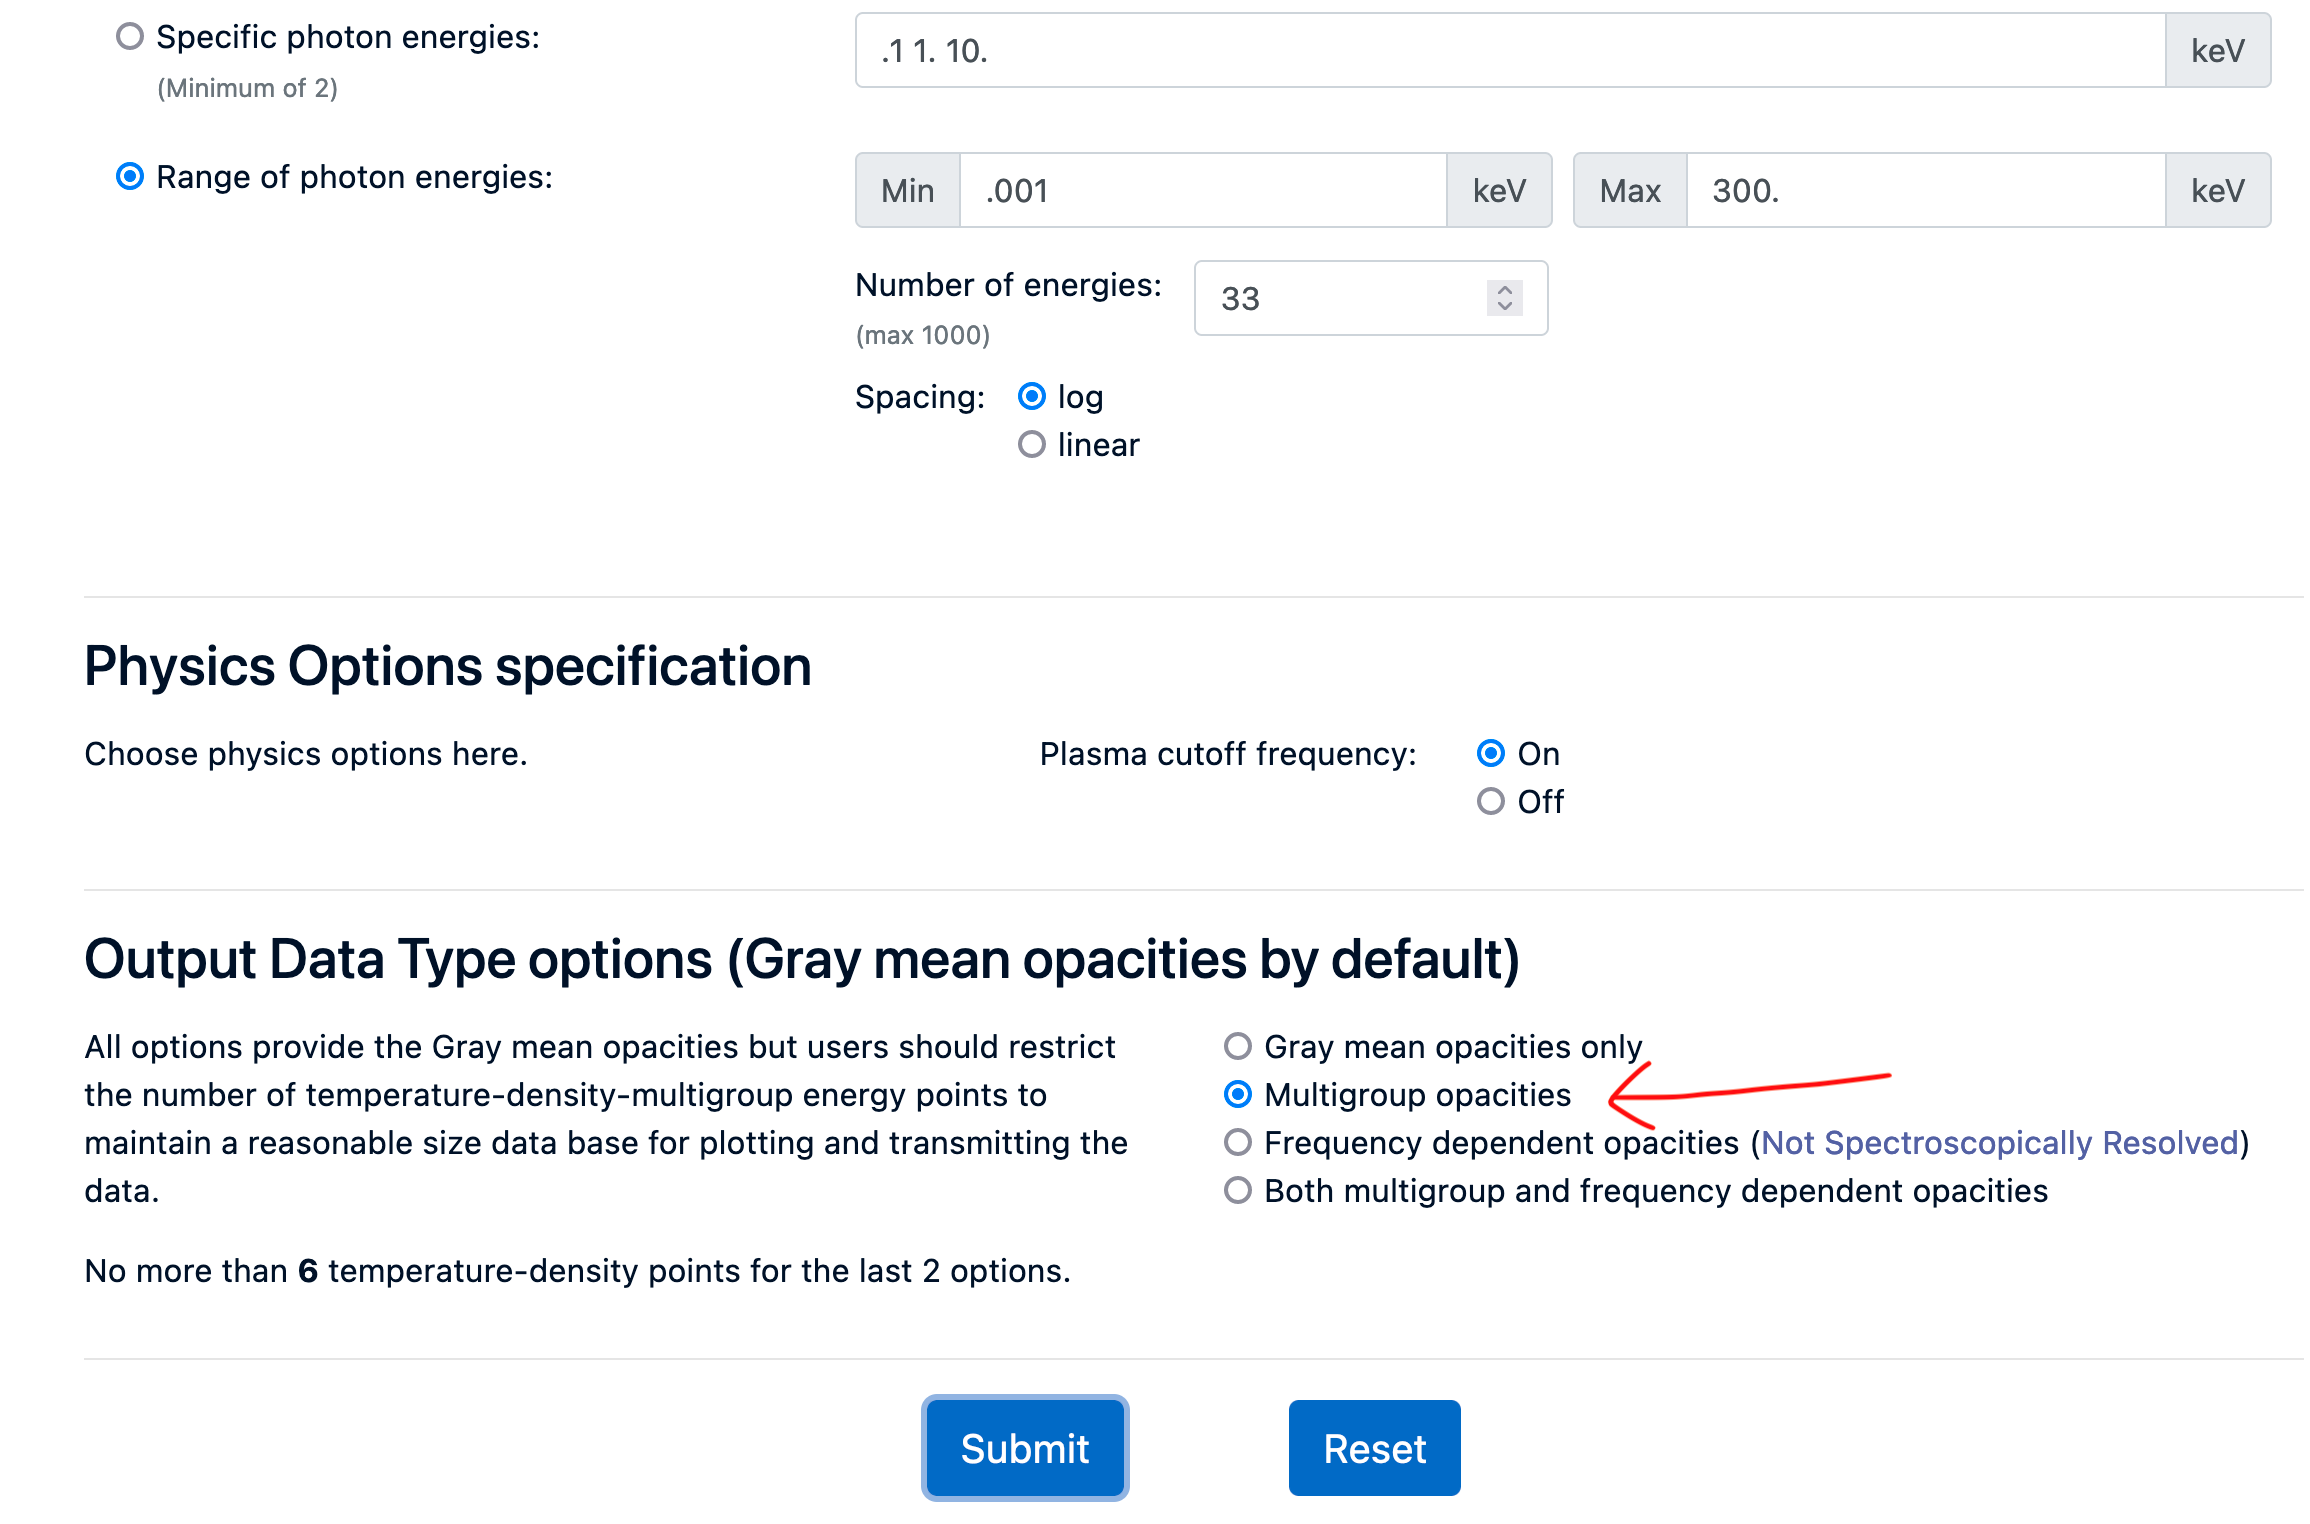 Specific photon energies:
.1 1. 10.
keV
(Minimum of 2)
Range of photon energies:
Min
.001
keV
Max
300.
keV
Number of energies:
33
(max 1000)
Spacing:
log
linear
Physics Options specification
Choose physics options here.
Plasma cutoff frequency:
On
Off
Output Data Type options (Gray mean opacities by default)
All options provide the Gray mean opacities but users should restrict
the number of temperature-density-multigroup energy points to
maintain a reasonable size data base for plotting and transmitting the
data.
No more than 6 temperature-density points for the last 2 options.
Gray mean opacities only
Multigroup opacities
Frequency dependent opacities (Not Spectroscopically Resolved)
Both multigroup and frequency dependent opacities
Submit
Reset